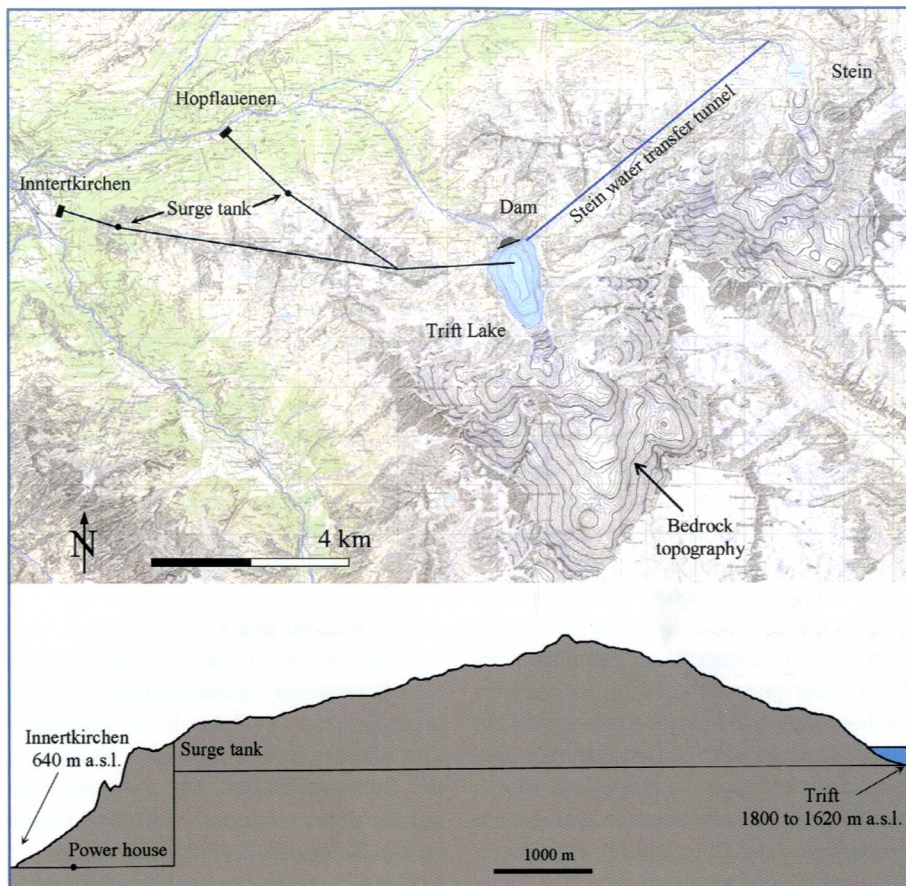 Stein
Hopflauenen
Stein water transfer tunnel
Inntertkirchen
Surge tank
Dam
Trift Lake
Bedrock
topography
N
4 km
Innertkirchen
640 m a.s.l.
Surge tank
Trift
1800 to 1620 m a.s.l.
Power house
1000 m